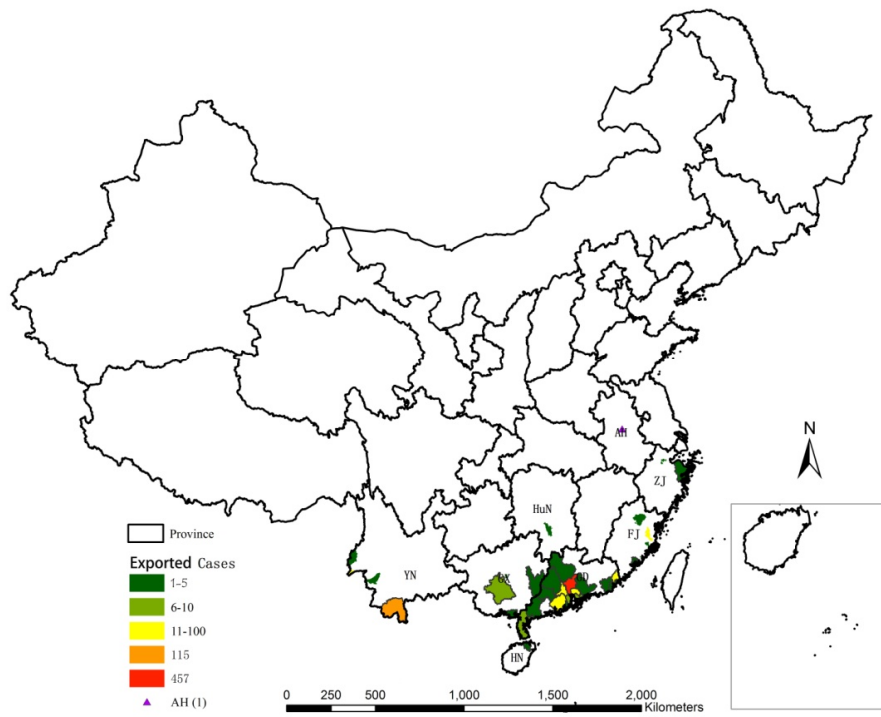 N
AH
ZJ
HuN
FJ
YN
GX
GD
HN
Province
Exported Cases
1-5
6-10
11-100
115
457
AH (1)
0 250 500 1,000 1,500 2,000
Kilometers